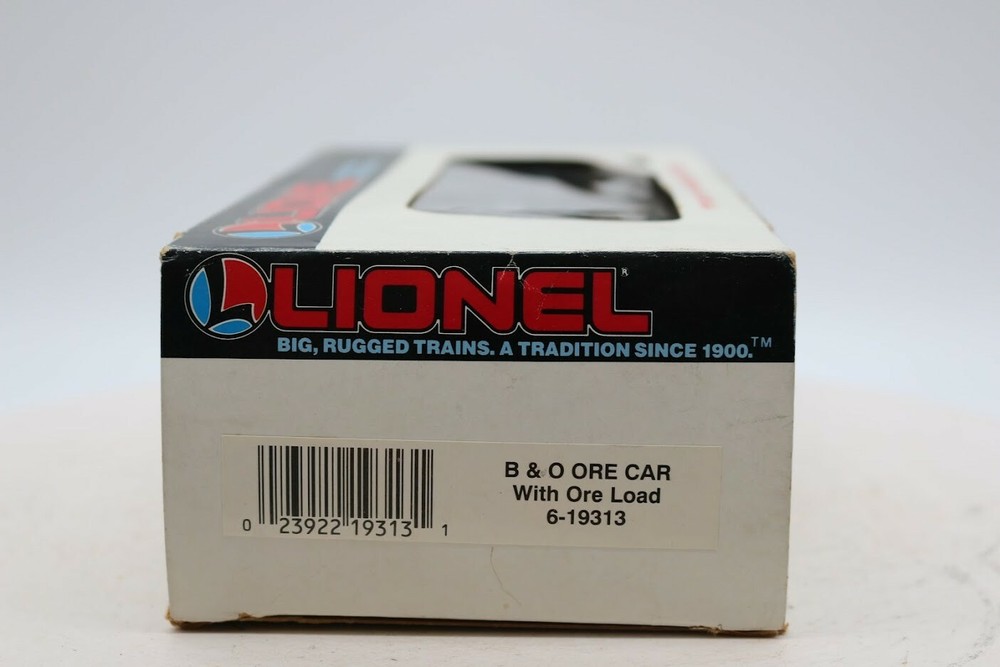 LIONEL®
BIG, RUGGED TRAINS. A TRADITION SINCE 1900.™
B & O ORE CAR
With Ore Load
6-19313
0 23922 19313 1